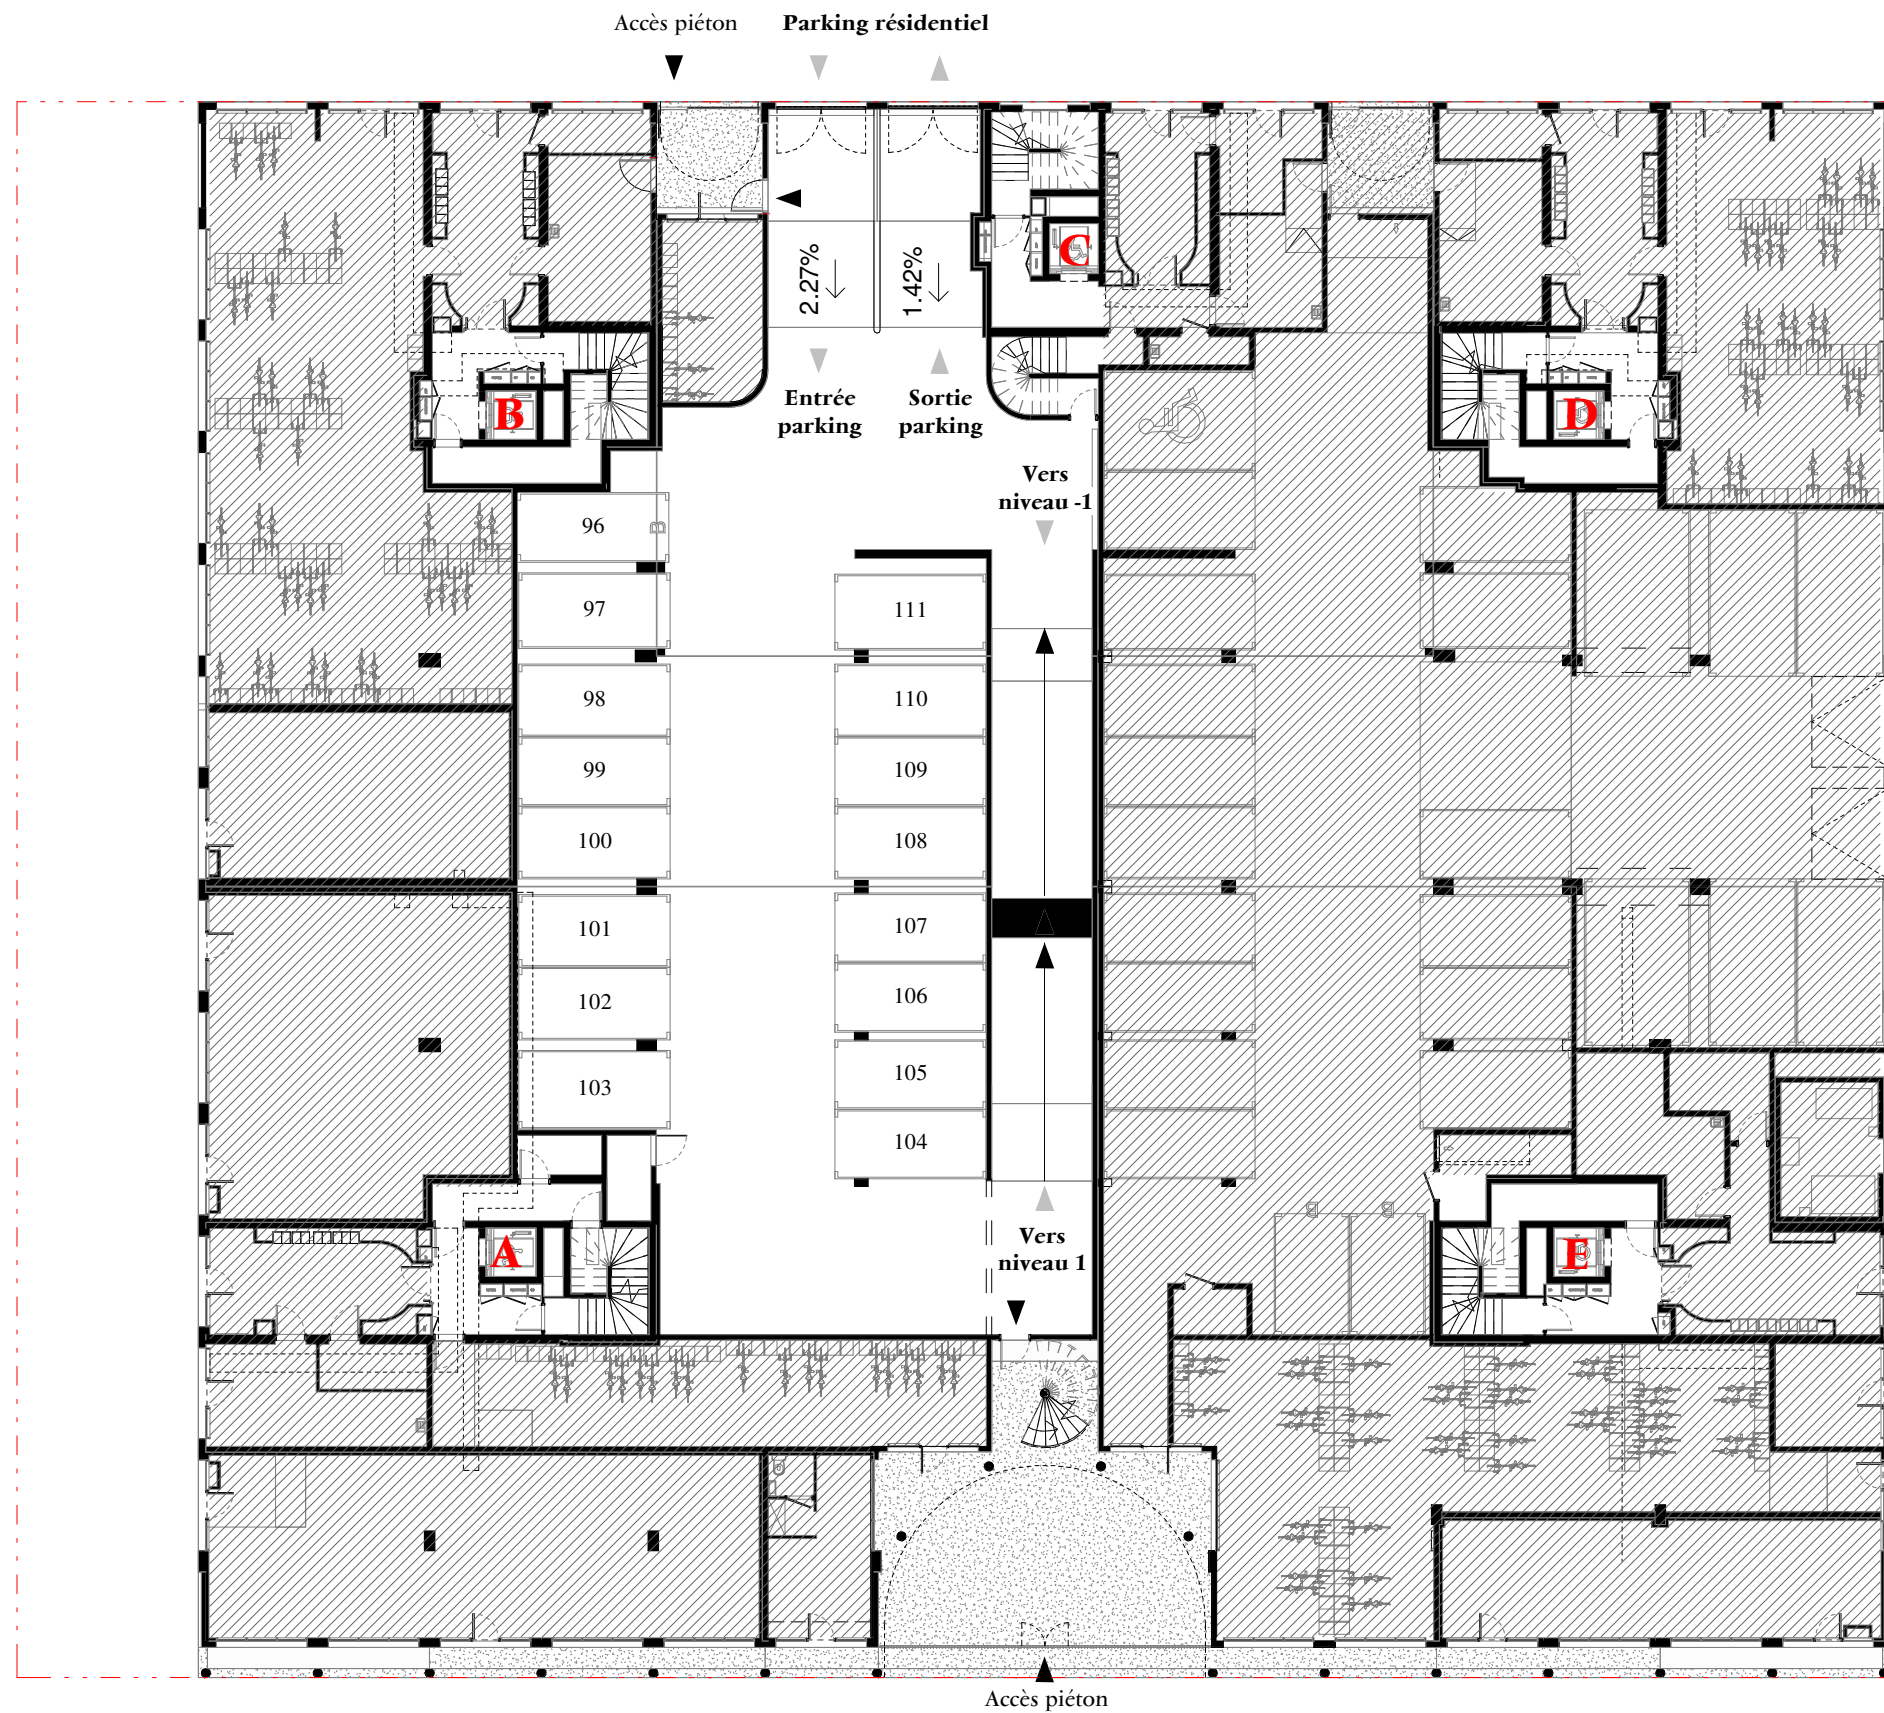 Accès piéton
Parking résidentiel
2.27%
1.42%
C
B
D
Entrée
parking
Sortie
parking
Vers
niveau -1
96
B
97
111
98
110
99
109
100
108
101
107
102
106
103
105
104
B
B
Vers
niveau 1
A
E
Accès piéton